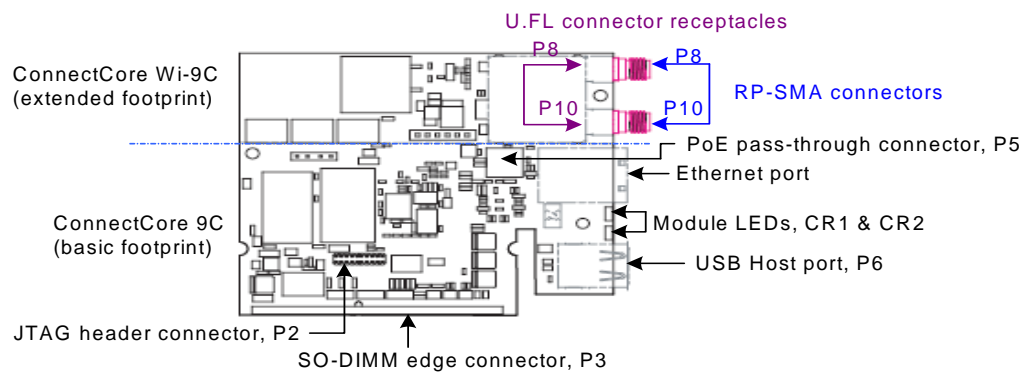 U.FL connector receptacles
P8
P8
ConnectCore Wi-9C
(extended footprint)
RP-SMA connectors
P10
P10
PoE pass-through connector, P5
Ethernet port
ConnectCore 9C
(basic footprint)
Module LEDs, CR1 & CR2
USB Host port, P6
JTAG header connector, P2
SO-DIMM edge connector, P3